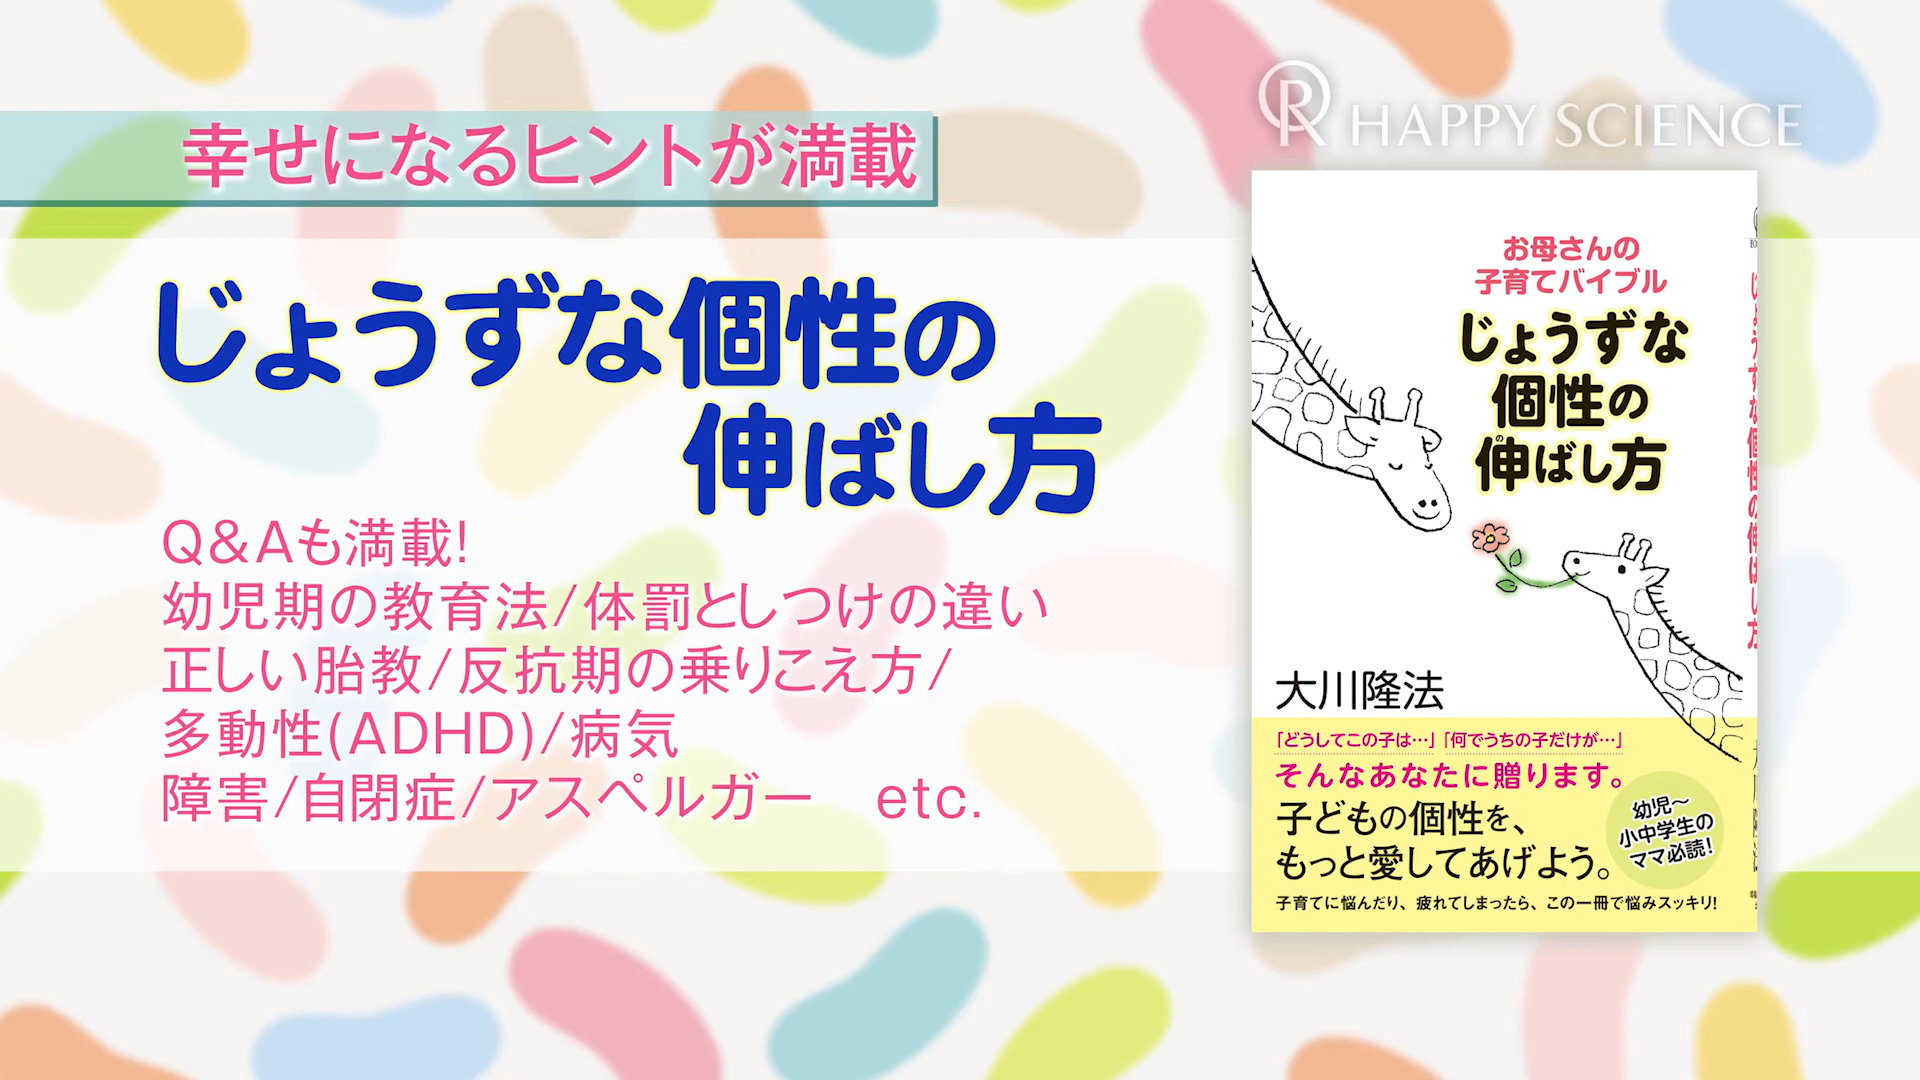 幸せになるヒントが満載
HAPPY SCIENCE
じょうずな個性の
伸ばし方
Q&Aも満載!
幼児期の教育法/体罰としつけの違い
正しい胎教/反抗期の乗りこえ方/
多動性(ADHD)/病気
障害/自閉症/アスペルガー etc.
お母さんの
子育てバイブル
じょうずな
個性の
伸ばし方
大川隆法
「どうしてこの子は…」「何でうちの子だけが…」
そんなあなたに贈ります。
子どもの個性を、
もっと愛してあげよう。
幼児～
小中学生の
ママ必読!
子育てに悩んだり、疲れてしまったら、この一冊で悩みスッキリ!
じょうずな個性の伸ばし方
大川隆法